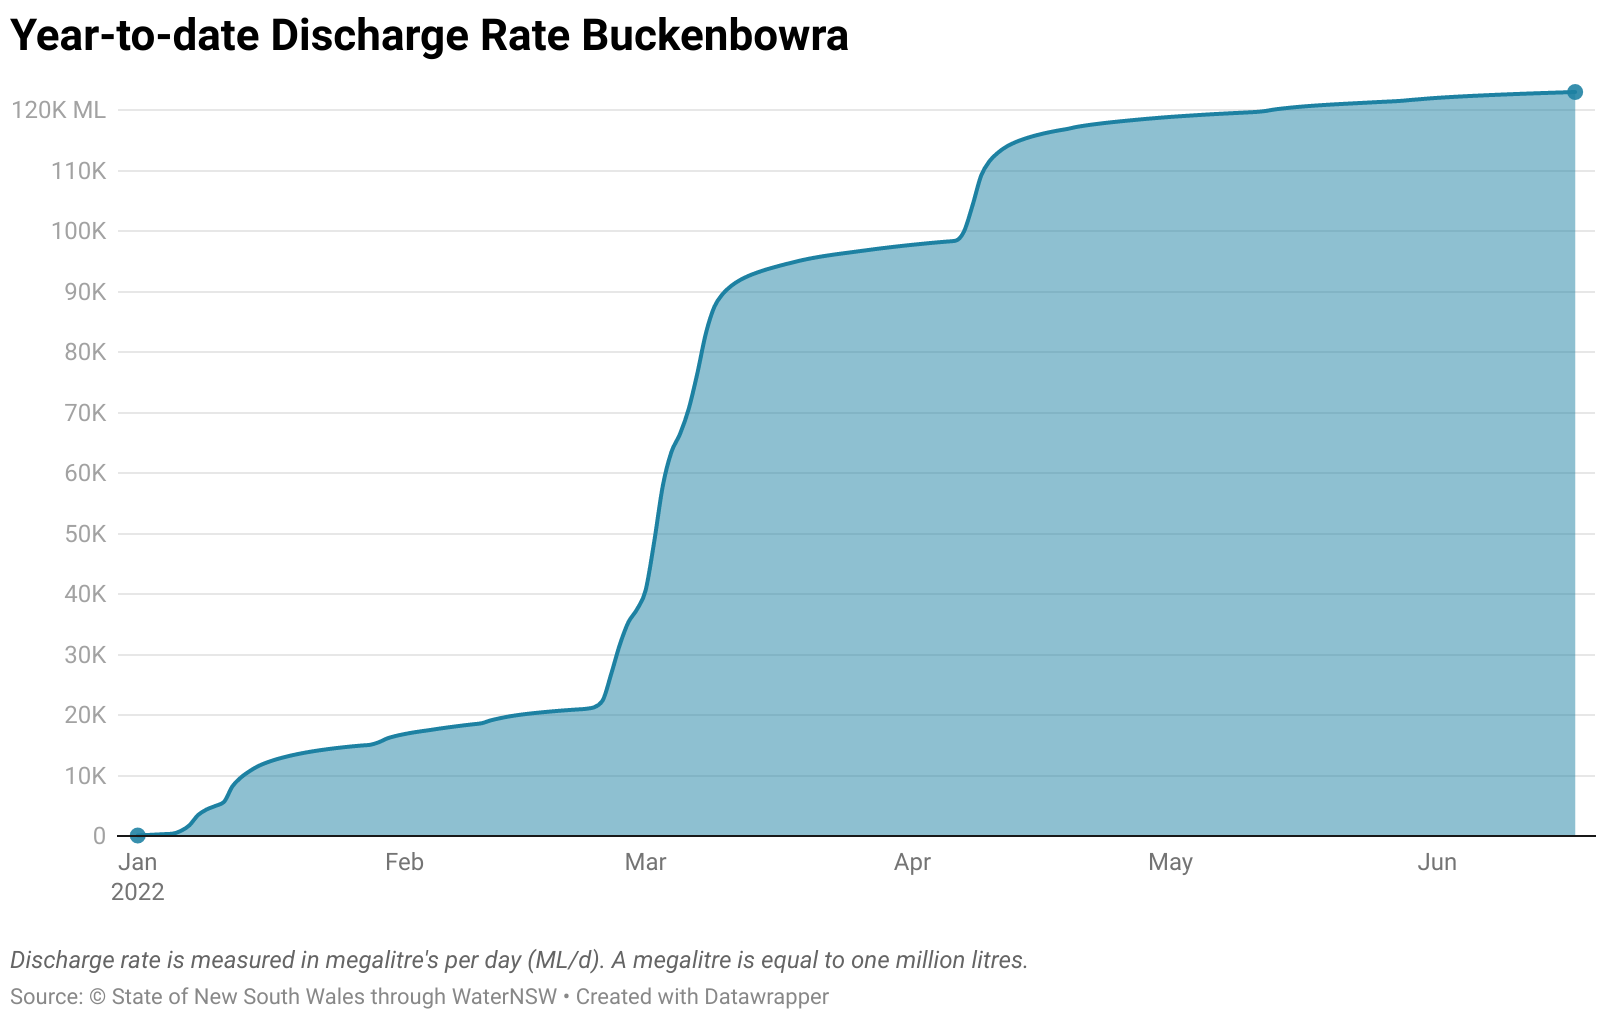 Year-to-date Discharge Rate Buckenbowra
120K ML
110K
100K
90K
80K
70K
60K
50K
40K
30K
20K
10K
0
Jan Feb Mar Apr May Jun
2022
Discharge rate is measured in megalitre's per day (ML/d). A megalitre is equal to one million litres.
Source: © State of New South Wales through WaterNSW • Created with Datawrapper